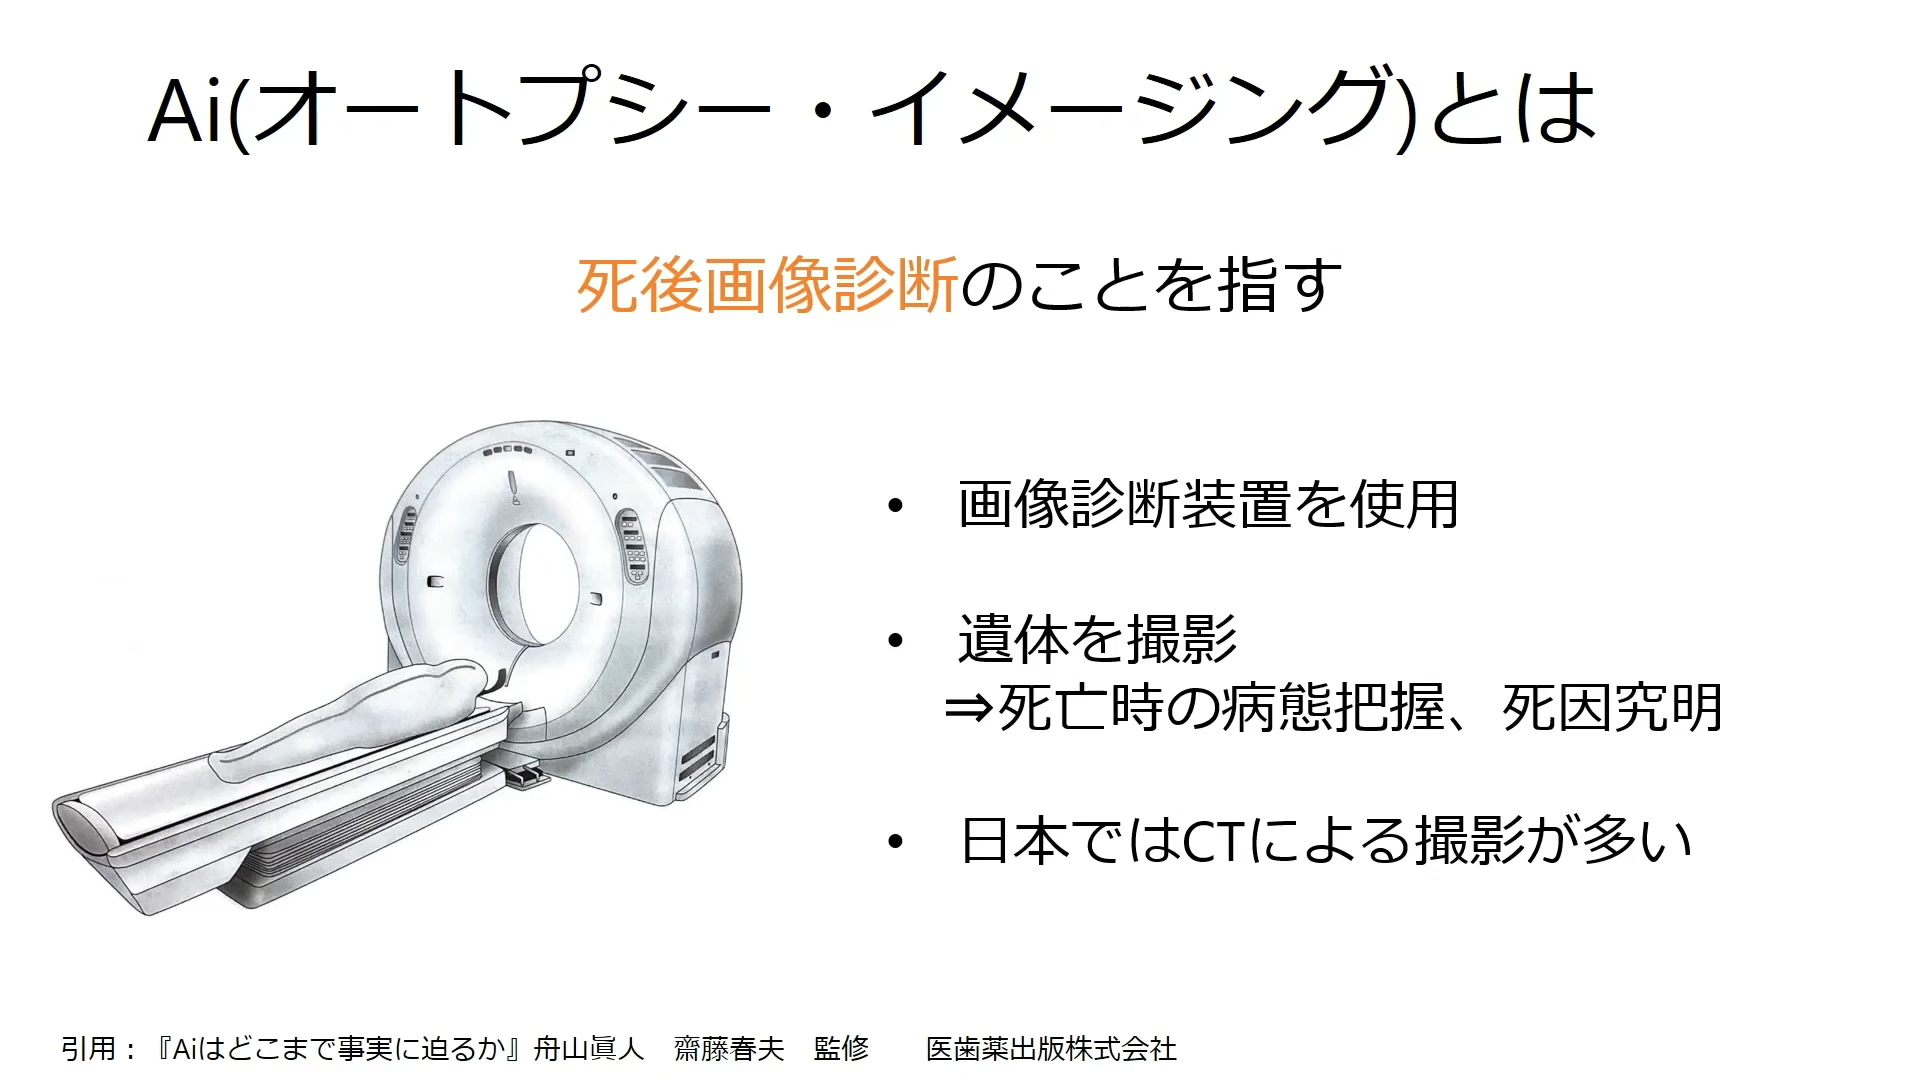 Ai(オートプシー・イメージング)とは
死後画像診断のことを指す
• 画像診断装置を使用
• 遺体を撮影
⇒死亡時の病態把握、死因究明
• 日本ではCTによる撮影が多い
引用：『Aiはどこまで事実に迫るか』舟山眞人　齋藤春夫　監修　　医歯薬出版株式会社